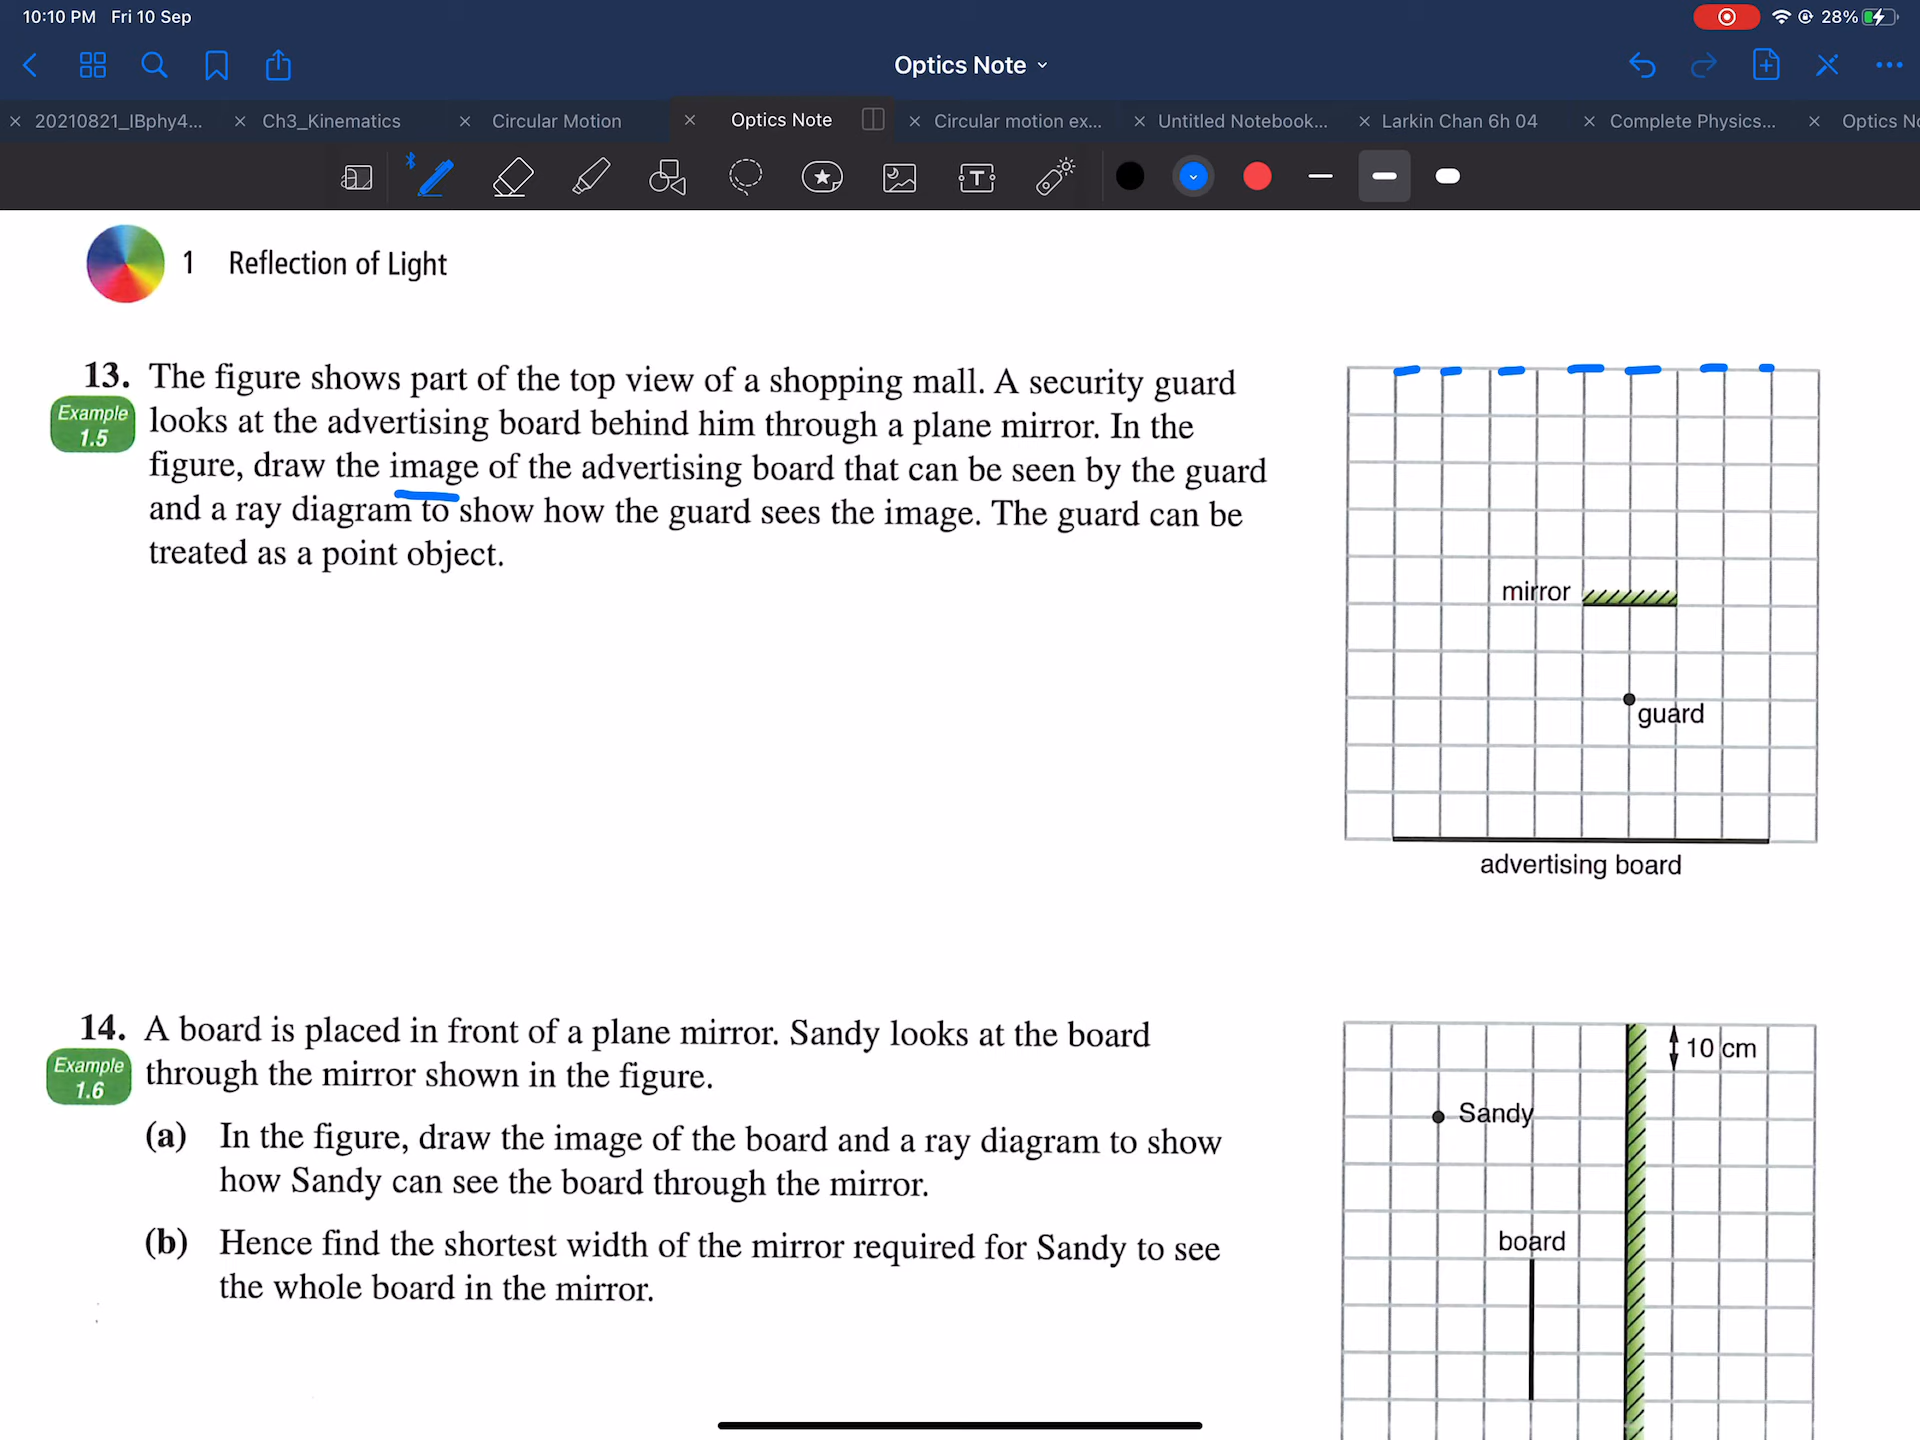 10:10 PM Fri 10 Sep
28%
Optics Note
20210821_IBphy4...
Ch3_Kinematics
Circular Motion
Optics Note
Circular motion ex...
Untitled Notebook...
Larkin Chan 6h 04
Complete Physics...
Optics No
1 Reflection of Light
13. The figure shows part of the top view of a shopping mall. A security guard
Example
1.5
looks at the advertising board behind him through a plane mirror. In the
figure, draw the image of the advertising board that can be seen by the guard
and a ray diagram to show how the guard sees the image. The guard can be
treated as a point object.
mirror
guard
advertising board
14. A board is placed in front of a plane mirror. Sandy looks at the board
Example
1.6
through the mirror shown in the figure.
(a) In the figure, draw the image of the board and a ray diagram to show
how Sandy can see the board through the mirror.
(b) Hence find the shortest width of the mirror required for Sandy to see
the whole board in the mirror.
10 cm
Sandy
board